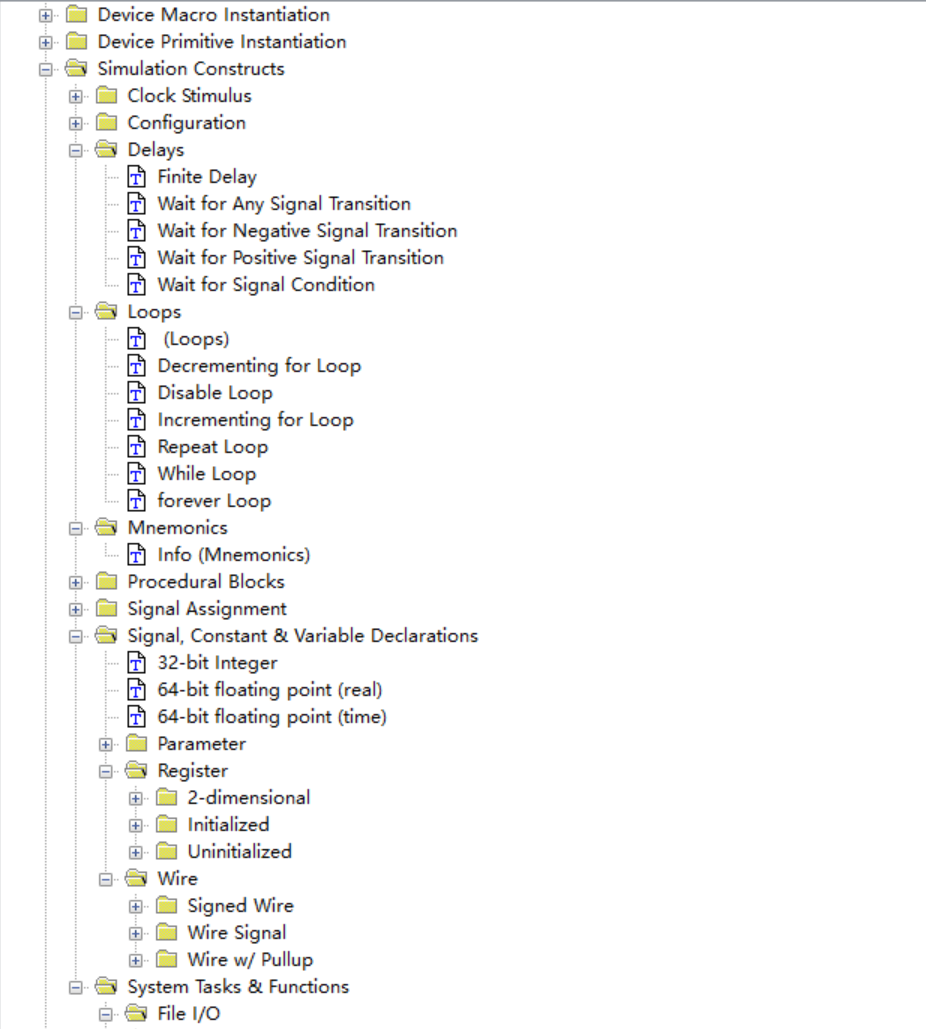 Device Macro Instantiation
Device Primitive Instantiation
Simulation Constructs
Clock Stimulus
Configuration
Delays
Finite Delay
Wait for Any Signal Transition
Wait for Negative Signal Transition
Wait for Positive Signal Transition
Wait for Signal Condition
Loops
(Loops)
Decrementing for Loop
Disable Loop
Incrementing for Loop
Repeat Loop
While Loop
forever Loop
Mnemonics
Info (Mnemonics)
Procedural Blocks
Signal Assignment
Signal, Constant & Variable Declarations
32-bit Integer
64-bit floating point (real)
64-bit floating point (time)
Parameter
Register
2-dimensional
Initialized
Uninitialized
Wire
Signed Wire
Wire Signal
Wire w/ Pullup
System Tasks & Functions
File I/O